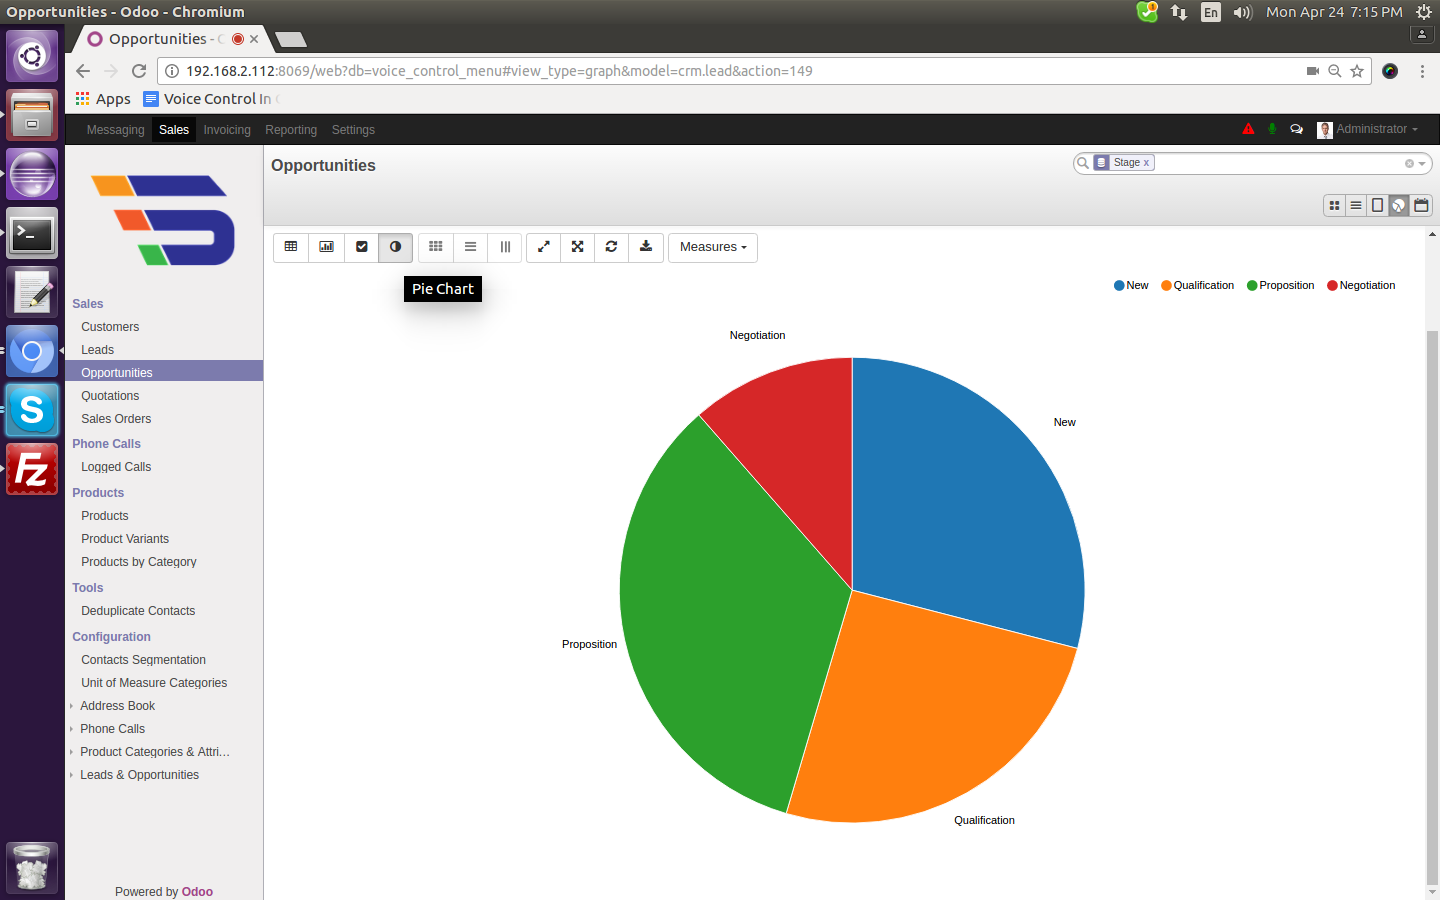 Opportunities - Odoo - Chromium
En
Mon Apr 24 7:15 PM
Opportunities -
192.168.2.112:8069/web?db=voice_control_menu#view_type=graph&model=crm.lead&action=149
Apps
Voice Control In
Messaging Sales Invoicing Reporting Settings
Administrator
Opportunities
Stage x
Measures
Pie Chart
New Qualification Proposition Negotiation
Sales
Customers
Leads
Opportunities
Quotations
Sales Orders
Phone Calls
Logged Calls
Products
Products
Product Variants
Products by Category
Tools
Deduplicate Contacts
Configuration
Contacts Segmentation
Unit of Measure Categories
Address Book
Phone Calls
Product Categories & Attri...
Leads & Opportunities
Powered by Odoo
Negotiation
New
Proposition
Qualification